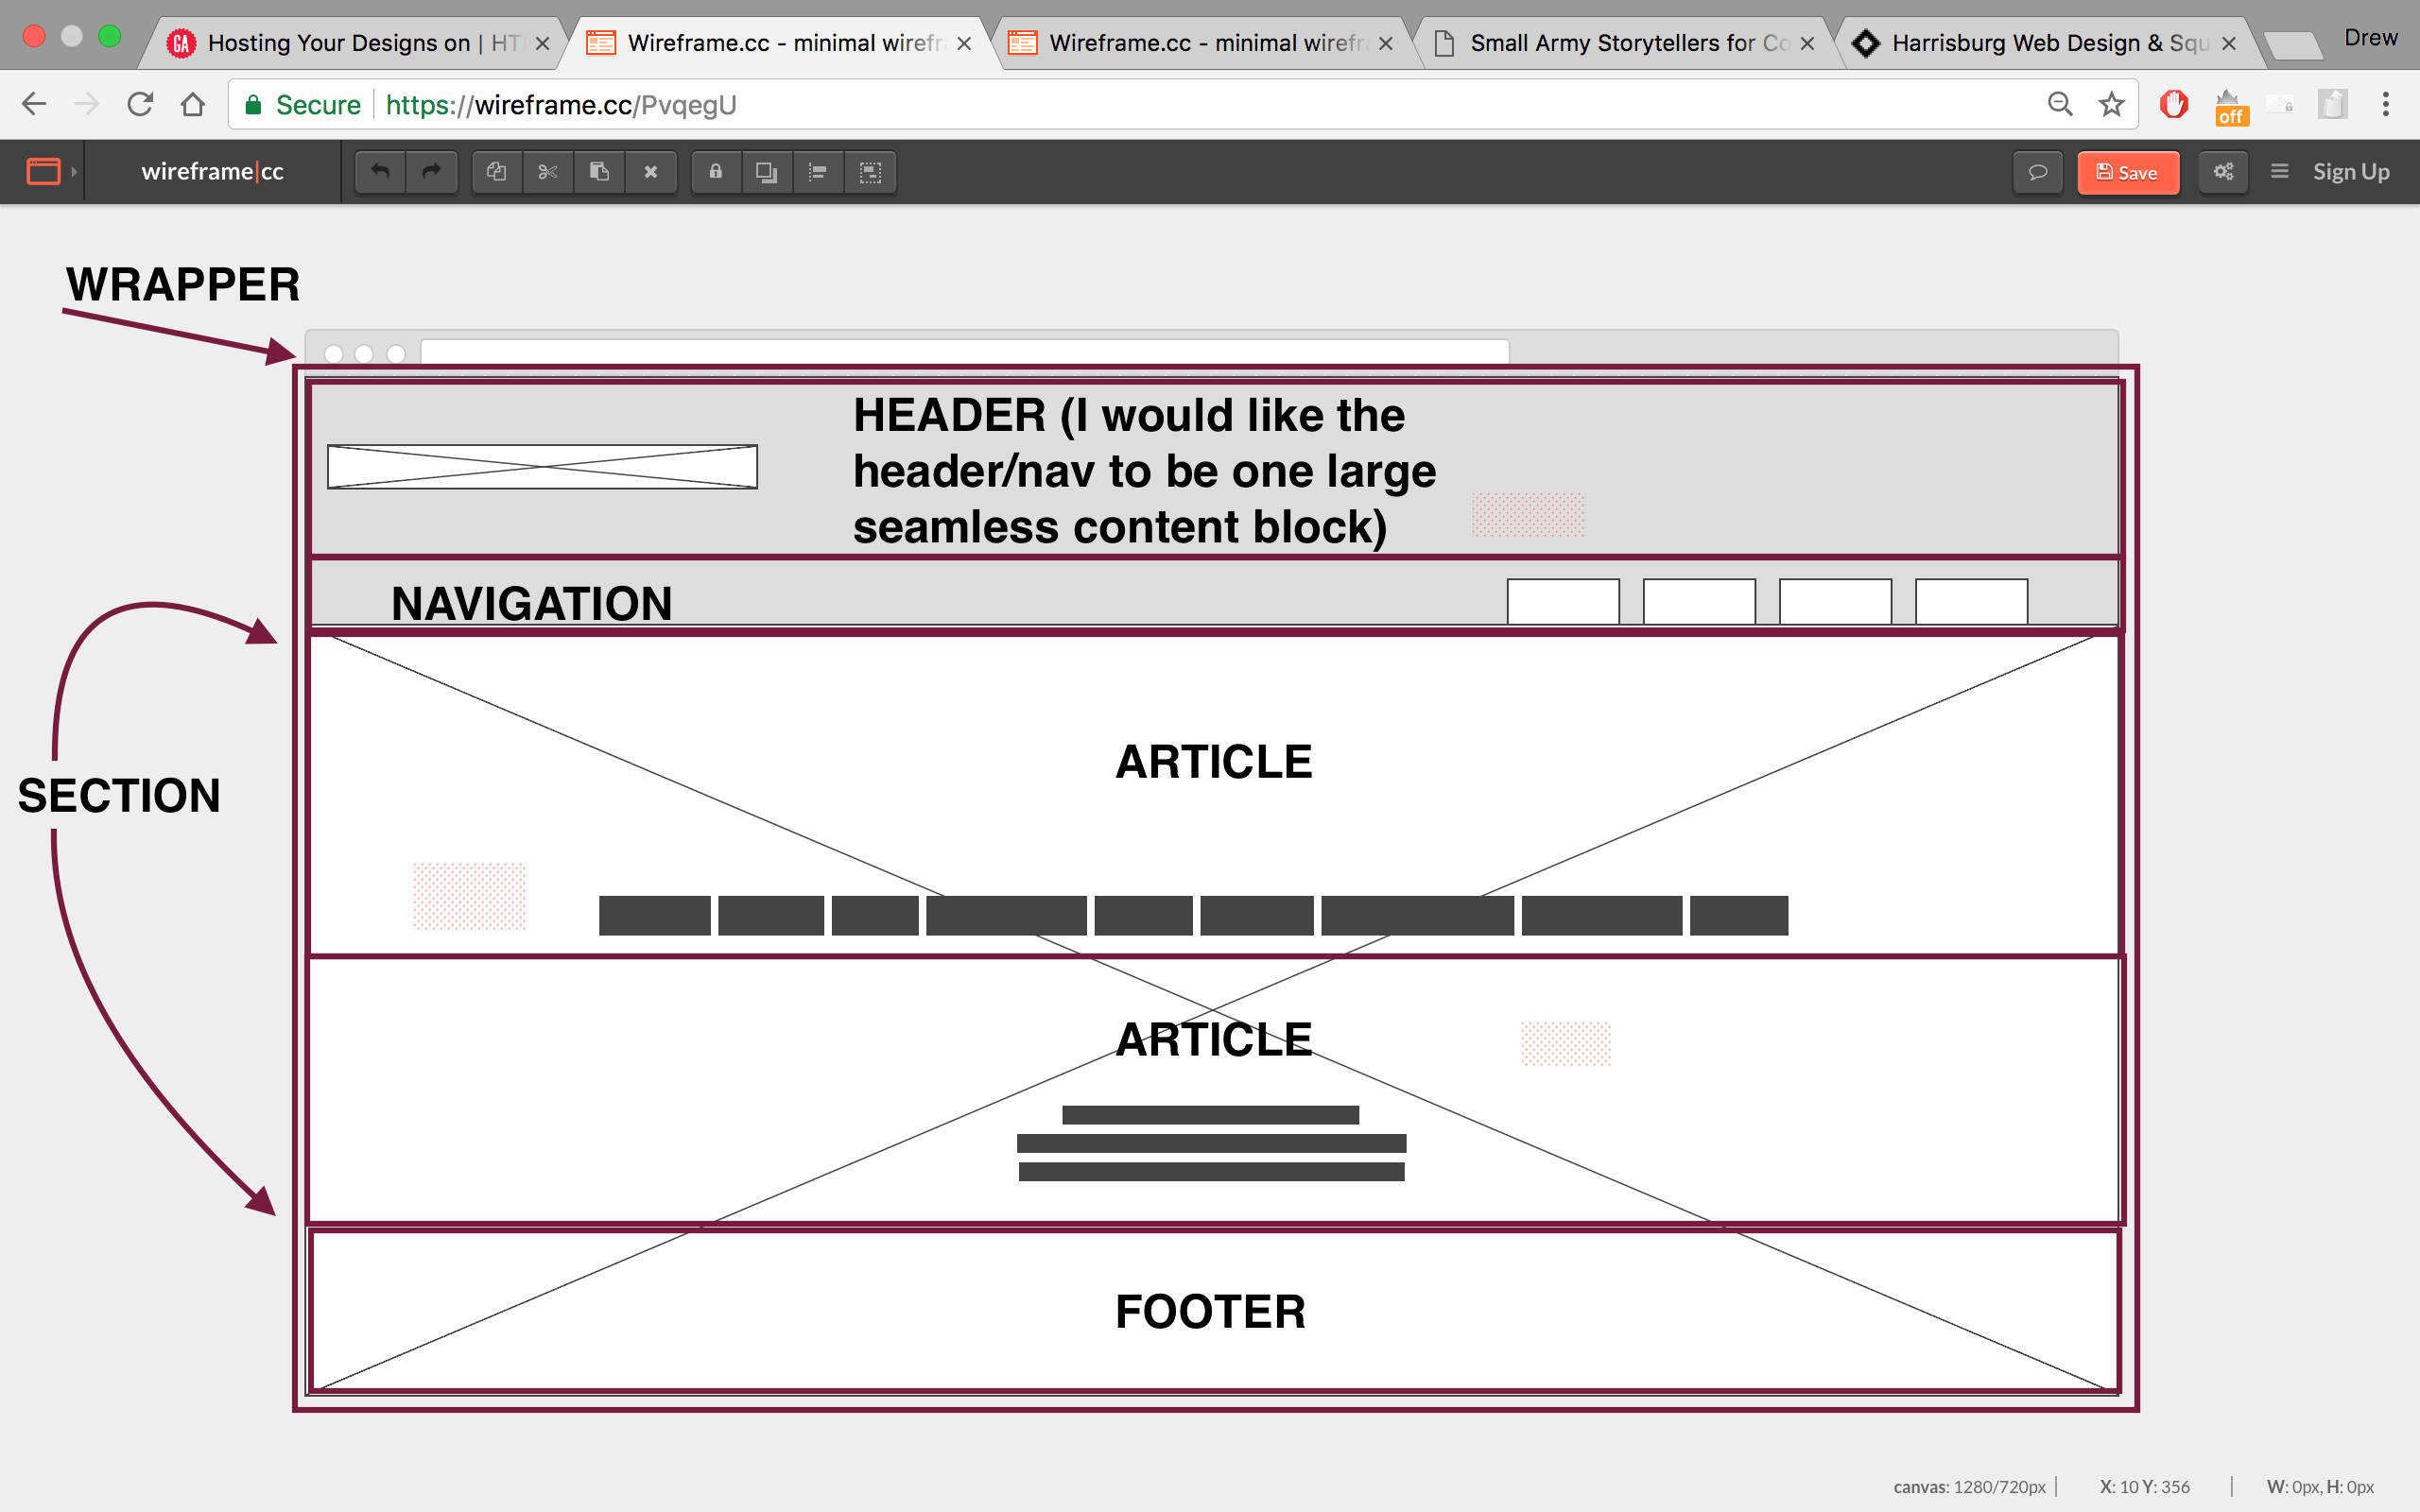 GA Hosting Your Designs on | HT
Wireframe.cc - minimal wirefr
Wireframe.cc - minimal wirefr
Small Army Storytellers for Co
Harrisburg Web Design & Squ
Drew
Secure https://wireframe.cc/PvqegU
off
wireframe|cc
Save
Sign Up
WRAPPER
HEADER (I would like the
header/nav to be one large
seamless content block)
NAVIGATION
ARTICLE
SECTION
ARTICLE
FOOTER
canvas: 1280/720px | X: 10 Y: 356 | W: 0px, H: 0px